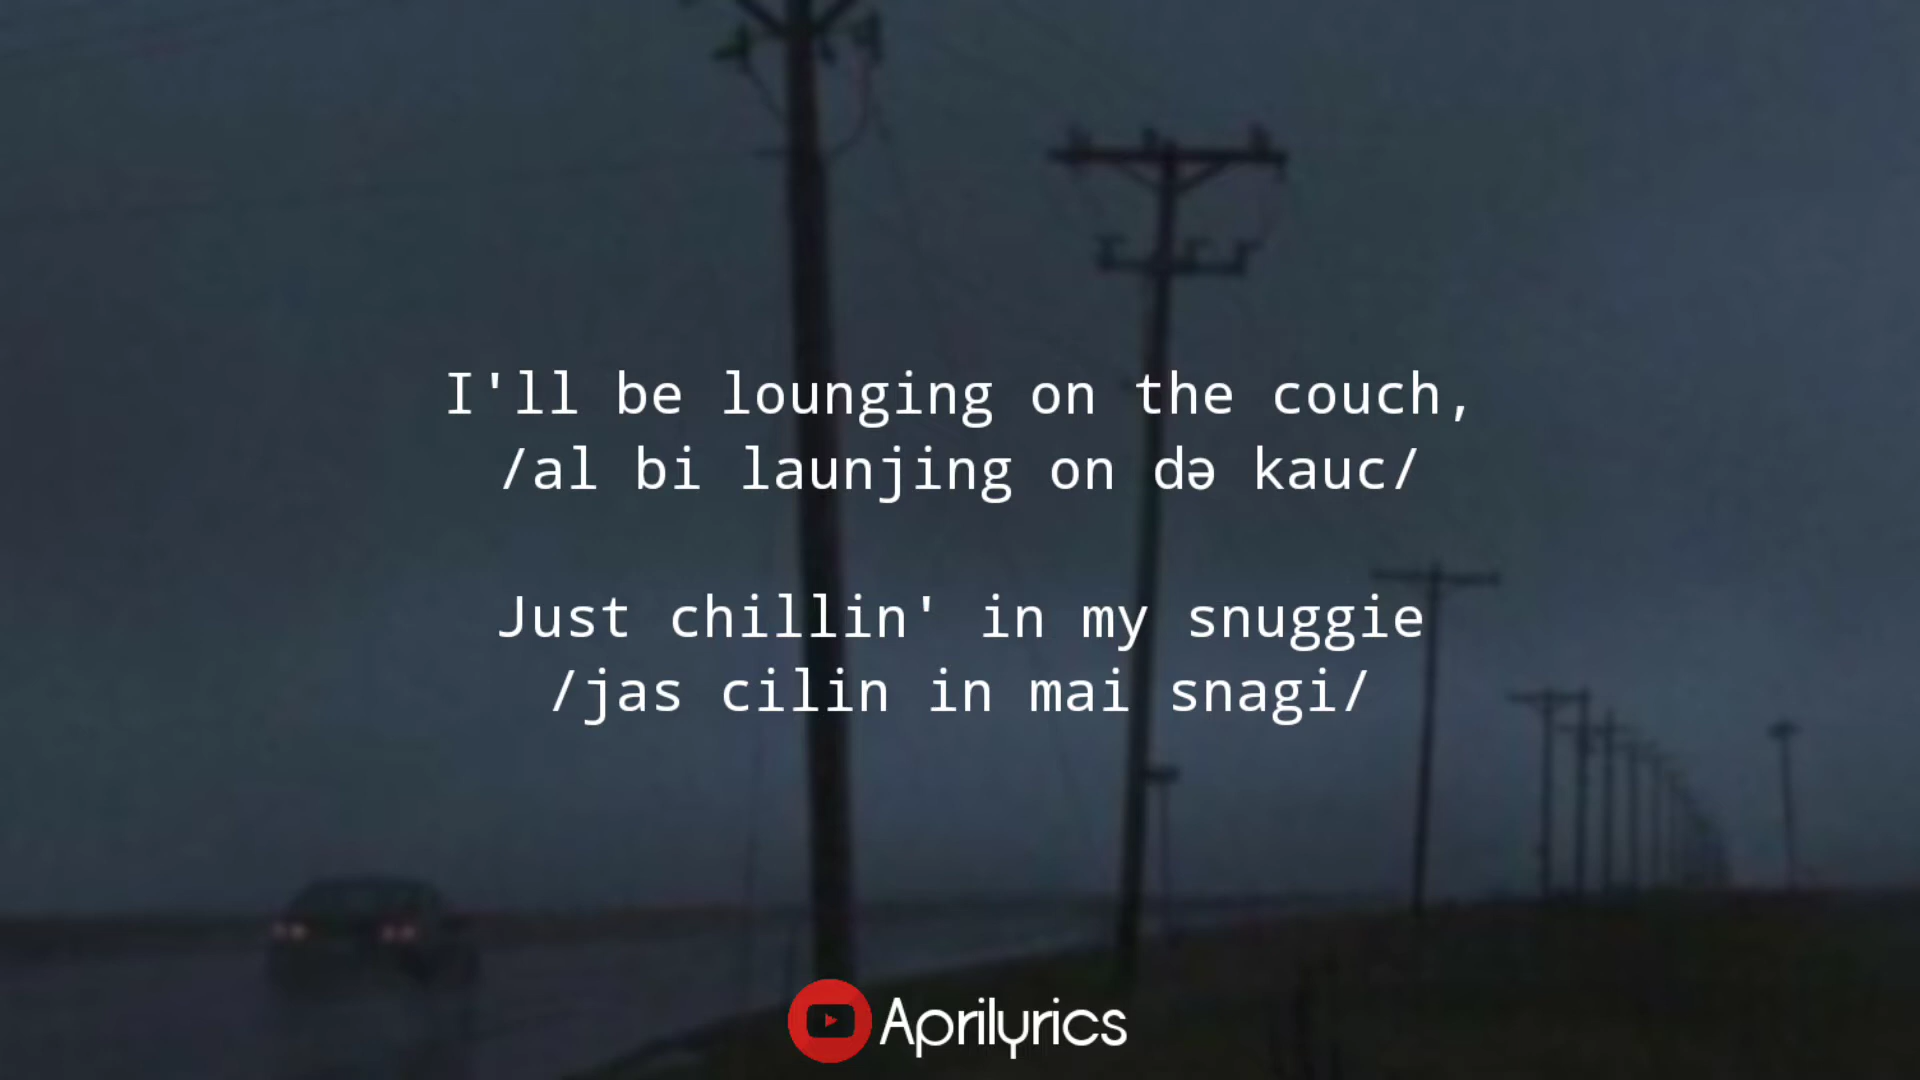 I'll be lounging on the couch,
/al bi launjing on də kauc/
Just chillin' in my snuggie
/jas cilin in mai snagi/
Aprilyrics